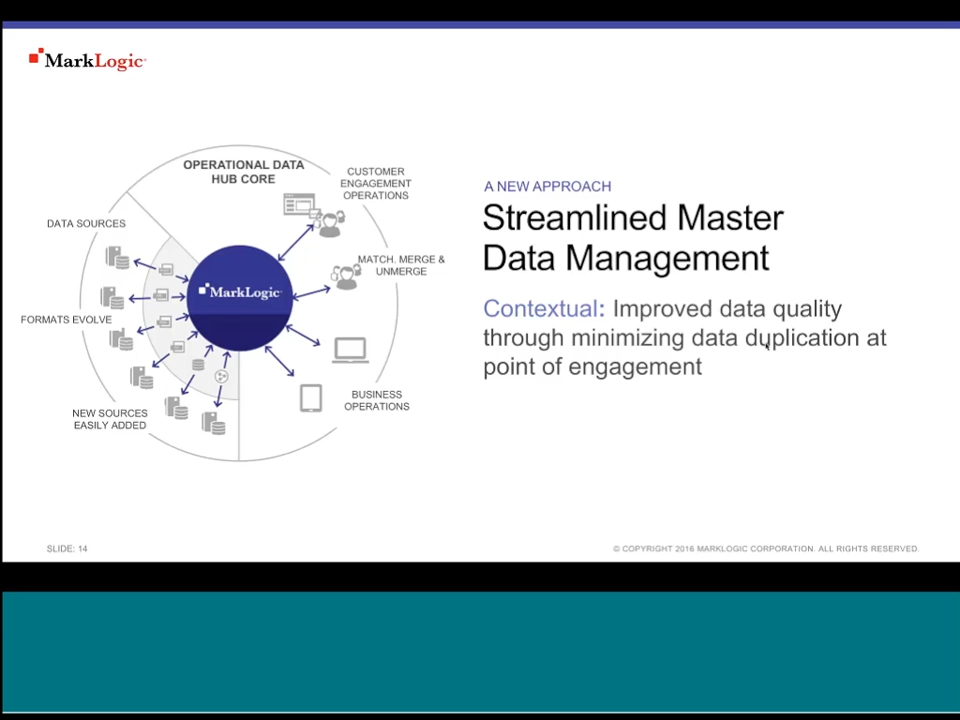 MarkLogic
OPERATIONAL DATA
HUB CORE
CUSTOMER
ENGAGEMENT
OPERATIONS
DATA SOURCES
MATCH. MERGE &
UNMERGE
MarkLogic
FORMATS EVOLVE
BUSINESS
OPERATIONS
NEW SOURCES
EASILY ADDED
A NEW APPROACH
Streamlined Master
Data Management
Contextual: Improved data quality
through minimizing data duplication at
point of engagement
SLIDE: 14
© COPYRIGHT 2016 MARKLOGIC CORPORATION. ALL RIGHTS RESERVED.